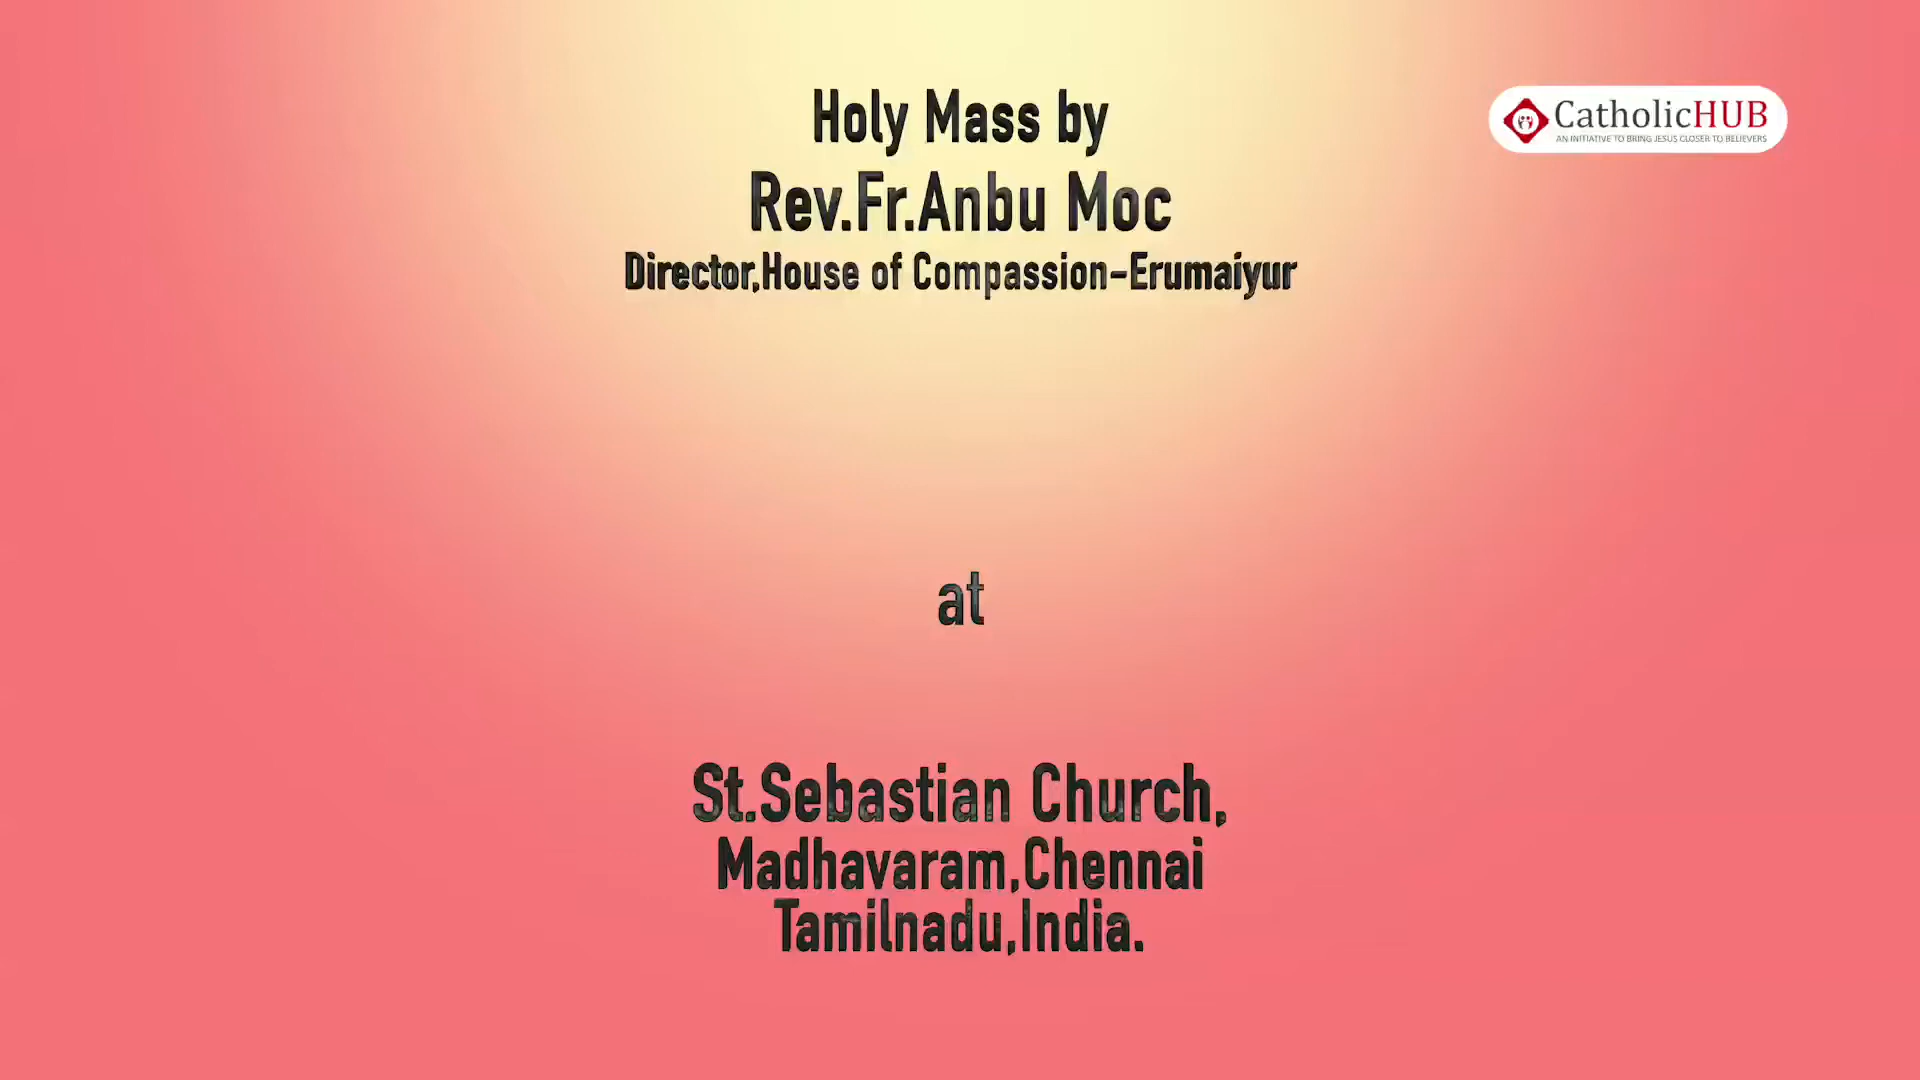 Holy Mass by
CatholicHUB
AN INITIATIVE TO BRING JESUS CLOSER TO BELIEVERS
Rev.Fr.Anbu Moc
Director,House of Compassion-Erumaiyur
at
St.Sebastian Church,
Madhavaram,Chennai
Tamilnadu,India.